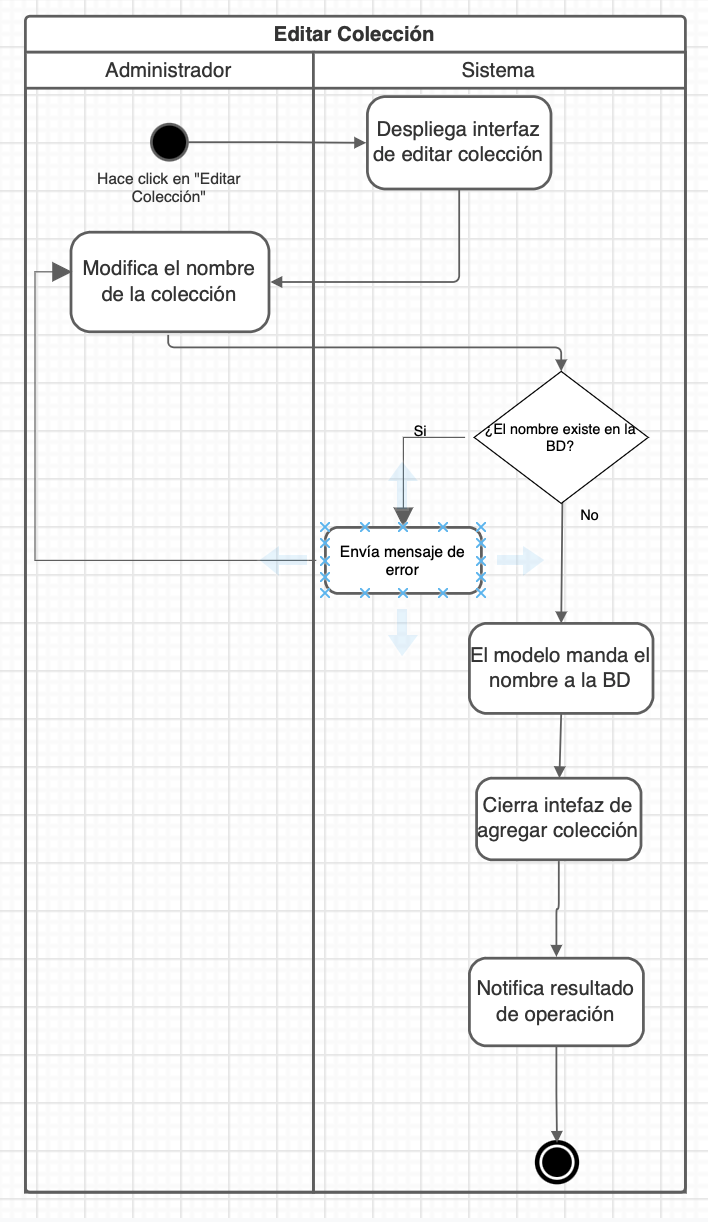 Editar Colección
Administrador
Sistema
Despliega interfaz
de editar colección
Hace click en "Editar
Colección"
Modifica el nombre
de la colección
¿El nombre existe en la
BD?
Si
No
Envía mensaje de
error
El modelo manda el
nombre a la BD
Cierra intefaz de
agregar colección
Notifica resultado
de operación